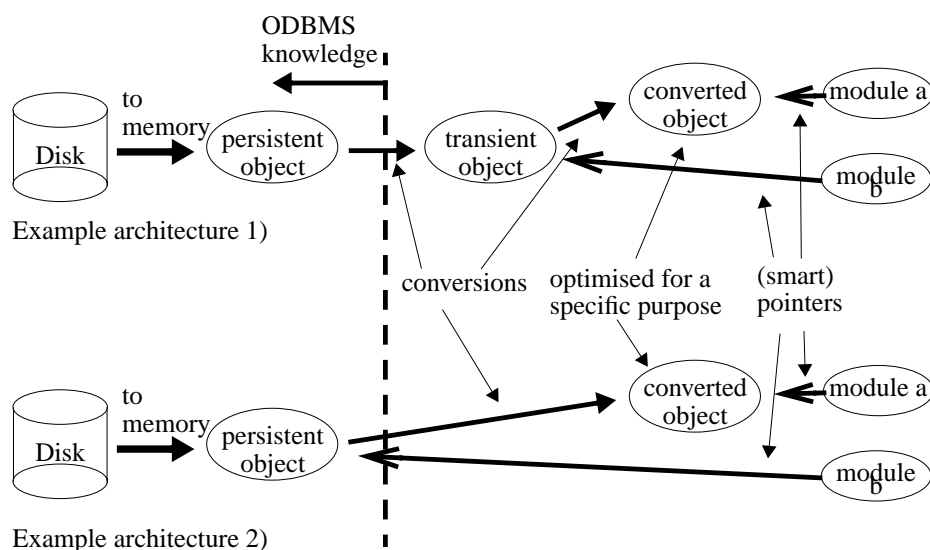 ODBMS
knowledge
to
memory
Disk
persistent
object
transient
object
converted
object
module a
module
b
Example architecture 1)
conversions
optimised for a
specific purpose
(smart)
pointers
to
memory
Disk
persistent
object
converted
object
module a
module
b
Example architecture 2)